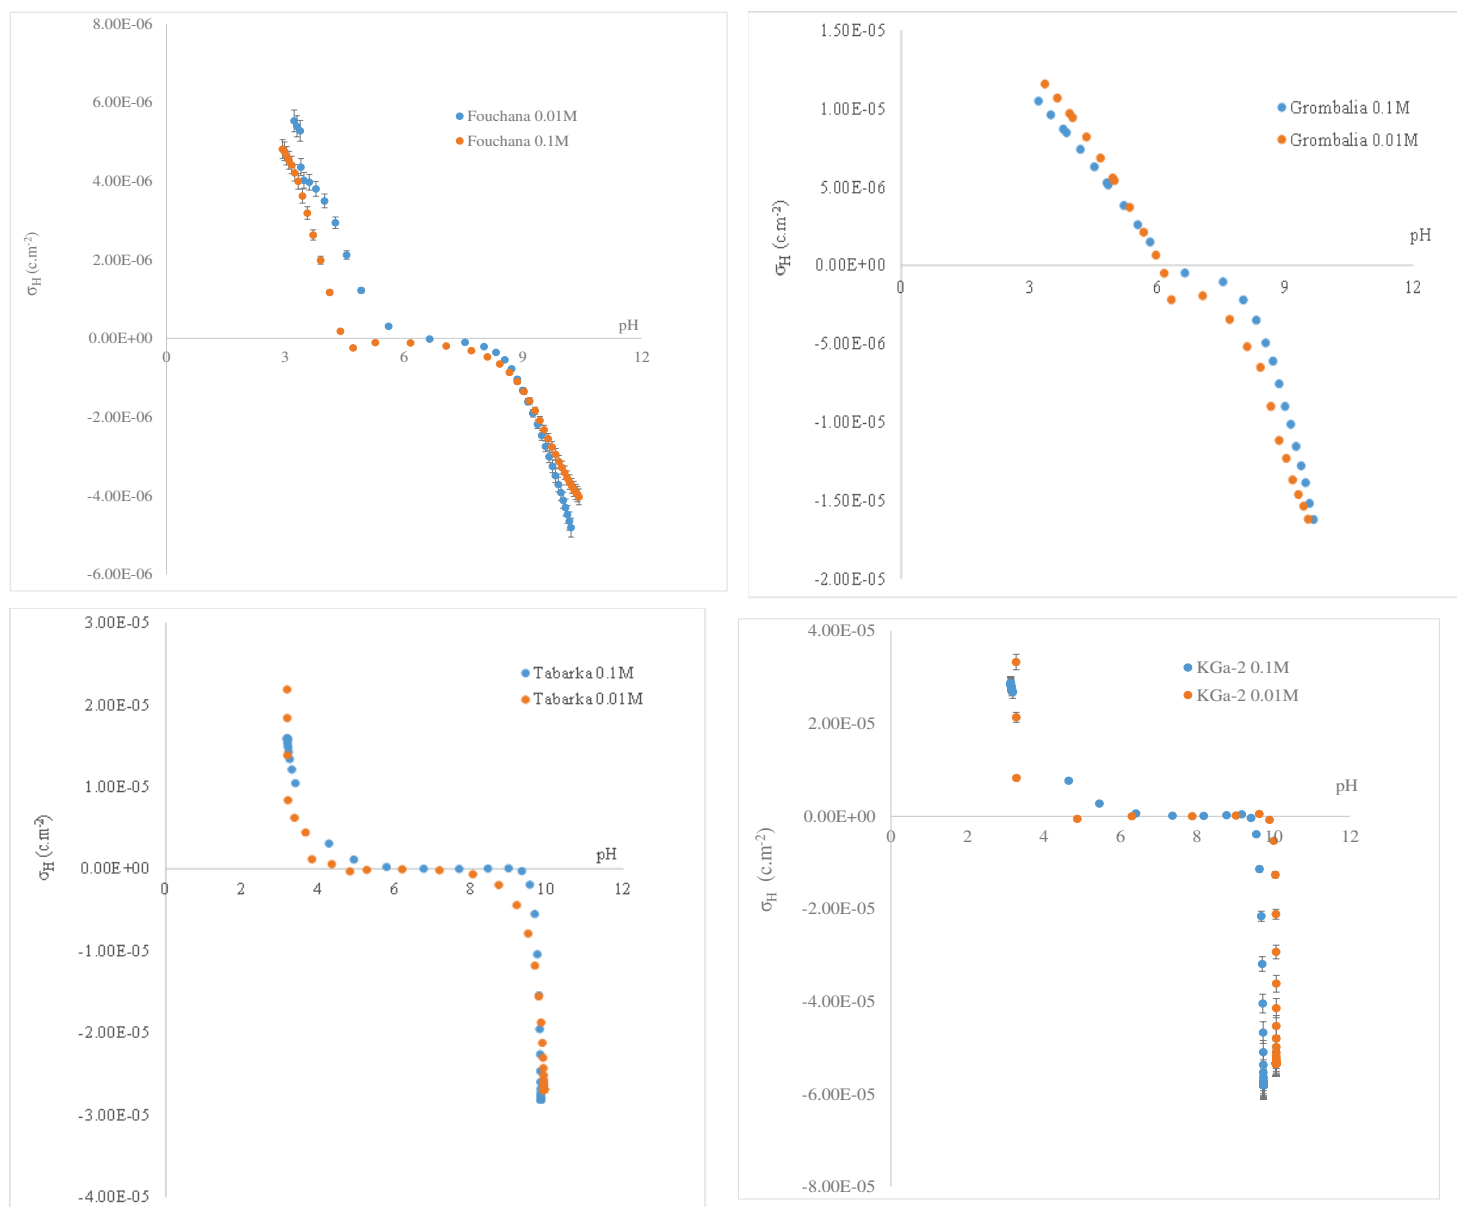 8.00E-06
6.00E-06
Fouchana 0.01M
Fouchana 0.1M
4.00E-06
σH (c.m-2)
2.00E-06
pH
0.00E+00
0 3 6 9 12
-2.00E-06
-4.00E-06
-6.00E-06
1.50E-05
1.00E-05
Grombalia 0.1M
Grombalia 0.01M
5.00E-06
σH (c.m-2)
pH
0.00E+00
0 3 6 9 12
-5.00E-06
-1.00E-05
-1.50E-05
-2.00E-05
3.00E-05
Tabarka 0.1M
Tabarka 0.01M
2.00E-05
1.00E-05
σH (c.m-2)
pH
0.00E+00
0 2 4 6 8 10 12
-1.00E-05
-2.00E-05
-3.00E-05
-4.00E-05
4.00E-05
KGa-2 0.1M
KGa-2 0.01M
2.00E-05
pH
0.00E+00
0 2 4 6 8 10 12
σH (c.m-2)
-2.00E-05
-4.00E-05
-6.00E-05
-8.00E-05